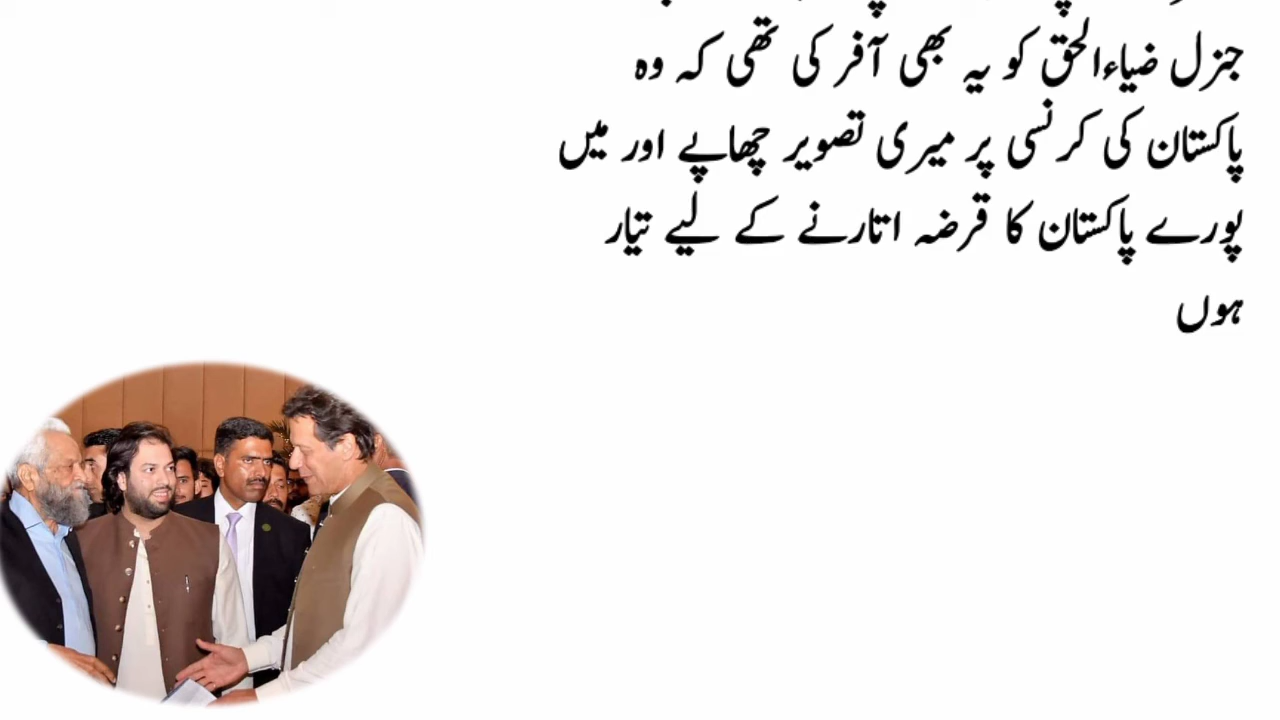 جنرل ضیاءالحق کو یہ بھی آفر کی تھی کہ وہ
پاکستان کی کرنسی پر میری تصویر چھاپے اور میں
پورے پاکستان کا قرضہ اتارنے کے لیے تیار
ہوں